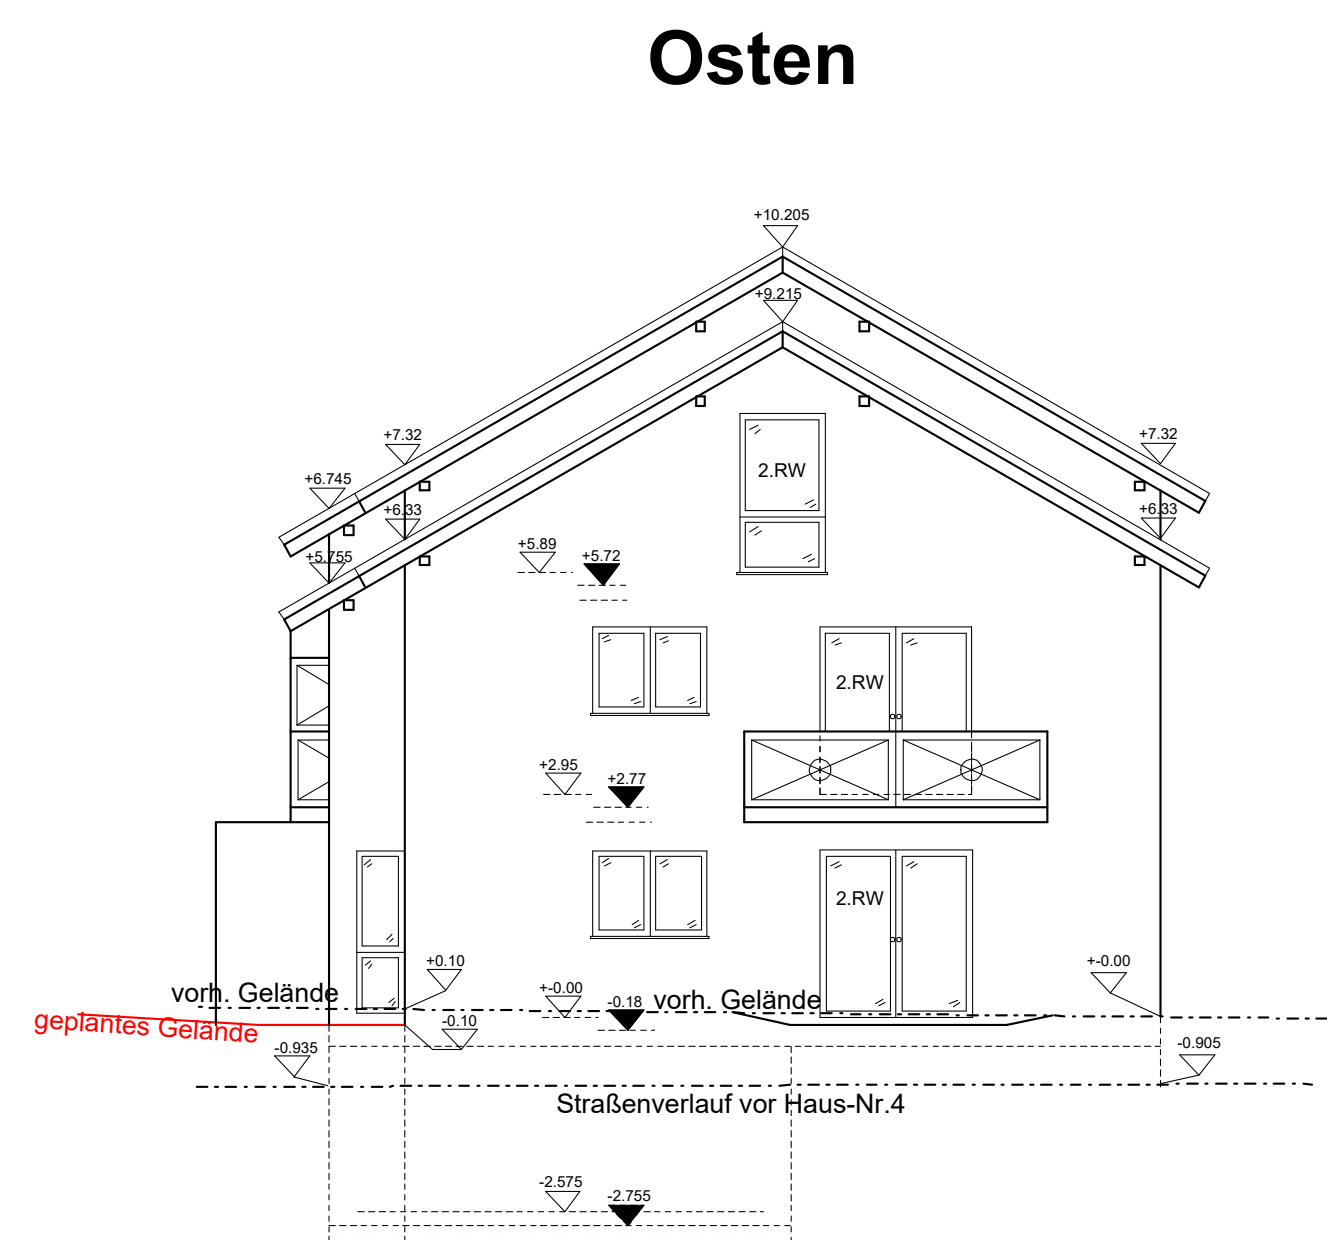 Osten
+10.205
+9.215
+7.32
+7.32
+6.745
+6.33
+6.33
2.RW
+5.89
+5.72
+5.755
2.RW
+2.95
+2.77
2.RW
+0.10
+-0.00
+-0.00
-0.18
vorh. Gelände
vorh. Gelände
geplantes Gelände
-0.10
-0.935
-0.905
Straßenverlauf vor Haus-Nr.4
-2.575
-2.755